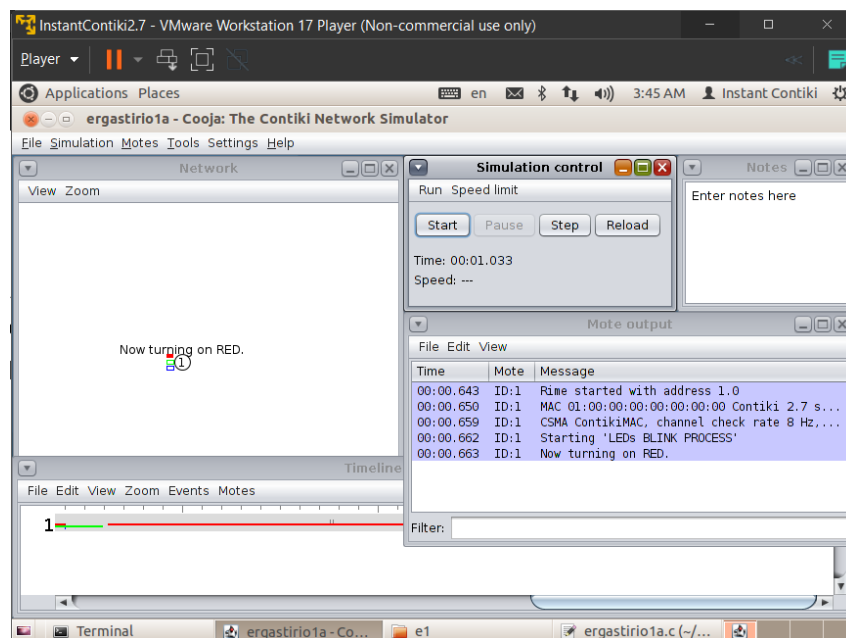 InstantContiki2.7 - VMware Workstation 17 Player (Non-commercial use only)
Player
Applications Places
en
3:45 AM
Instant Contiki
ergastirio1a - Cooja: The Contiki Network Simulator
File Simulation Motes Tools Settings Help
Network
View Zoom
Now turning on RED.
1
Simulation control
Run Speed limit
Start Pause Step Reload
Time: 00:01.033
Speed: ---
Notes
Enter notes here
Mote output
File Edit View
Time Mote Message
00:00.643 ID:1 Rime started with address 1.0
00:00.650 ID:1 MAC 01:00:00:00:00:00:00:00 Contiki 2.7 s...
00:00.659 ID:1 CSMA ContikiMAC, channel check rate 8 Hz,...
00:00.662 ID:1 Starting 'LEDs BLINK PROCESS'
00:00.663 ID:1 Now turning on RED.
Filter:
Timeline
File Edit View Zoom Events Motes
1
Terminal
ergastirio1a - Co...
e1
ergastirio1a.c (~/...